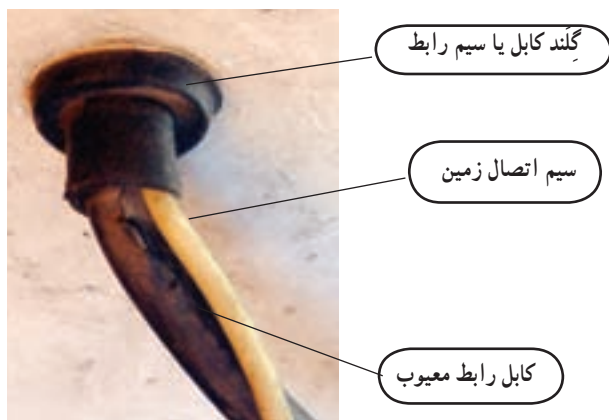 گِلَند کابل یا سیم رابط
سیم اتصال زمین
کابل رابط معیوب